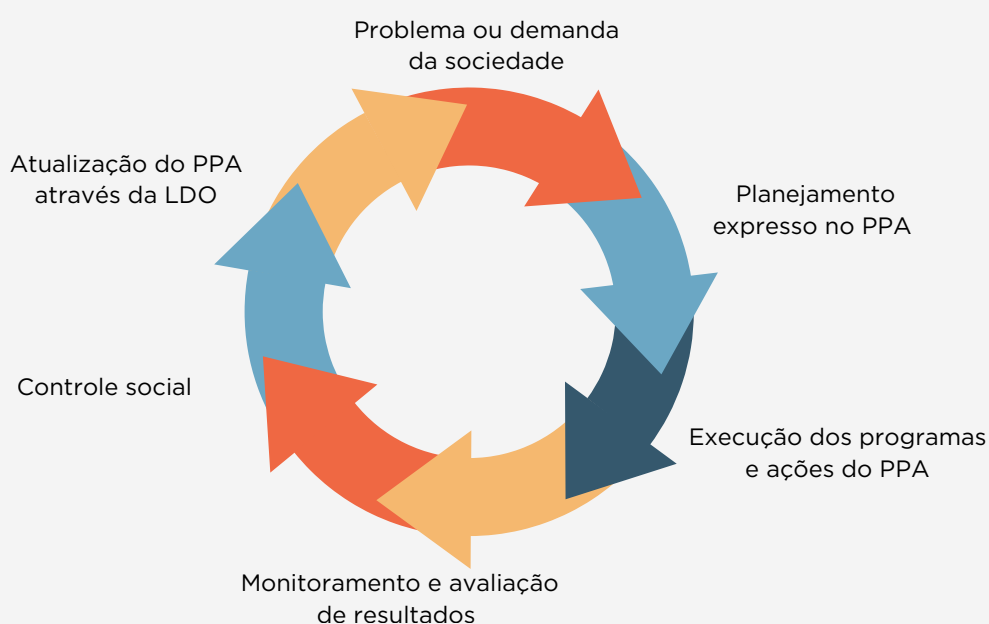 Problema ou demanda
da sociedade
Planejamento
expresso no PPA
Execução dos programas
e ações do PPA
Monitoramento e avaliação
de resultados
Controle social
Atualização do PPA
através da LDO